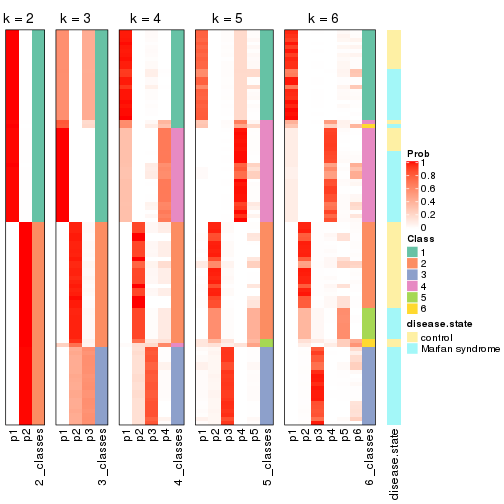 k = 2
k = 3
k = 4
k = 5
k = 6
p1
p2
2_classes
p1
p2
p3
3_classes
p1
p2
p3
p4
4_classes
p1
p2
p3
p4
p5
5_classes
p1
p2
p3
p4
p5
p6
6_classes
disease.state
Prob
1
0.8
0.6
0.4
0.2
0
Class
1
2
3
4
5
6
disease.state
control
Marfan syndrome